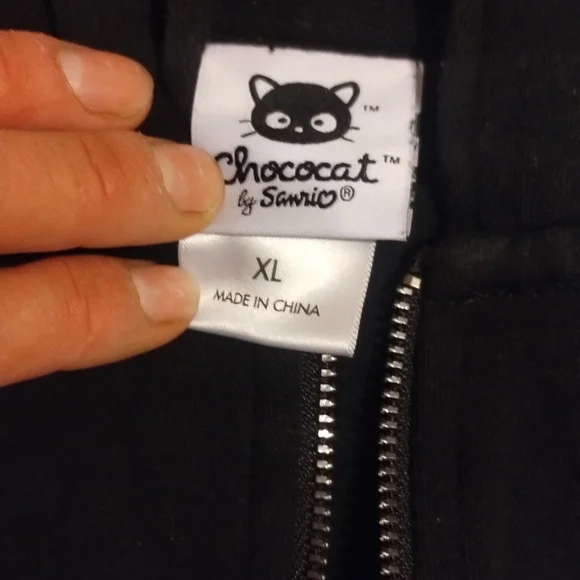 ™
Chococat™
by Sanrio®
XL
MADE IN CHINA